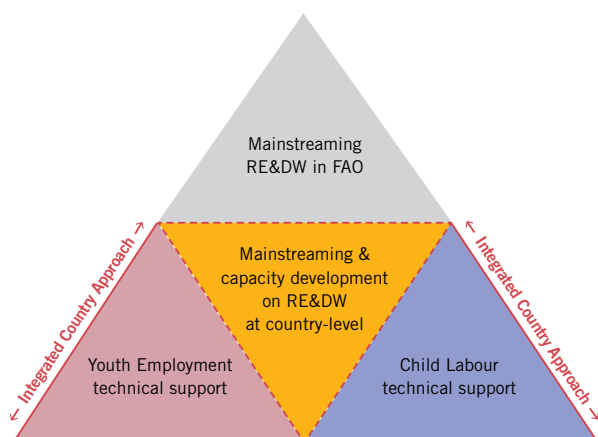 Mainstreaming
RE&DW in FAO
Mainstreaming &
capacity development
on RE&DW
at country-level
← Integrated Country Approach →
← Integrated Country Approach →
Youth Employment
technical support
Child Labour
technical support